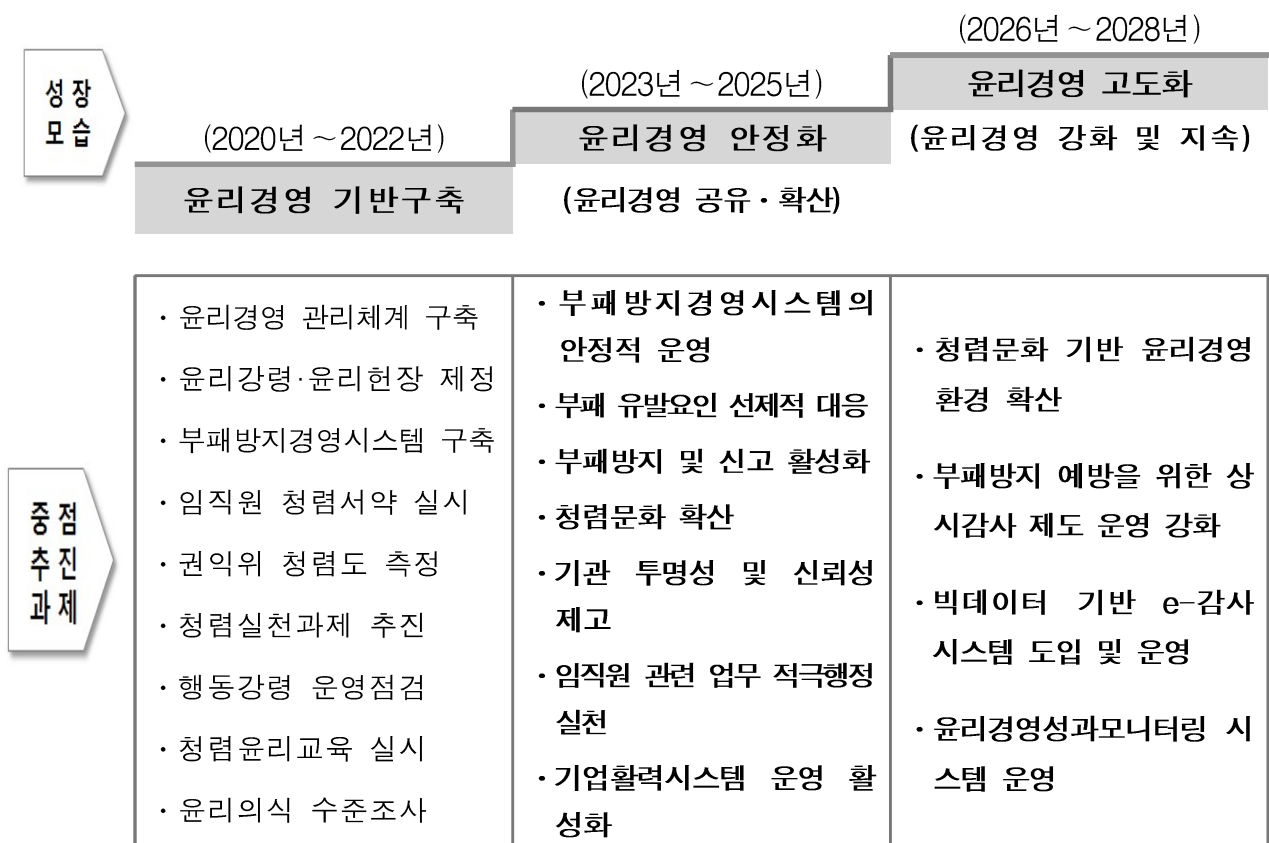 성장
모습
(2020년~2022년)
윤리경영 기반구축
(2023년~2025년)
윤리경영 안정화
(윤리경영 공유·확산)
(2026년~2028년)
윤리경영 고도화
(윤리경영 강화 및 지속)
중점
추진
과제
· 윤리경영 관리체계 구축
· 윤리강령·윤리헌장 제정
· 부패방지경영시스템 구축
· 임직원 청렴서약 실시
· 권익위 청렴도 측정
· 청렴실천과제 추진
· 행동강령 운영점검
· 청렴윤리교육 실시
· 윤리의식 수준조사
· 부패방지경영시스템의
안정적 운영
· 부패 유발요인 선제적 대응
· 부패방지 및 신고 활성화
· 청렴문화 확산
· 기관 투명성 및 신뢰성
제고
· 임직원 관련 업무 적극행정
실천
· 기업활력시스템 운영 활
성화
· 청렴문화 기반 윤리경영
환경 확산
· 부패방지 예방을 위한 상
시감사 제도 운영 강화
· 빅데이터 기반 e-감사
시스템 도입 및 운영
· 윤리경영성과모니터링 시
스템 운영